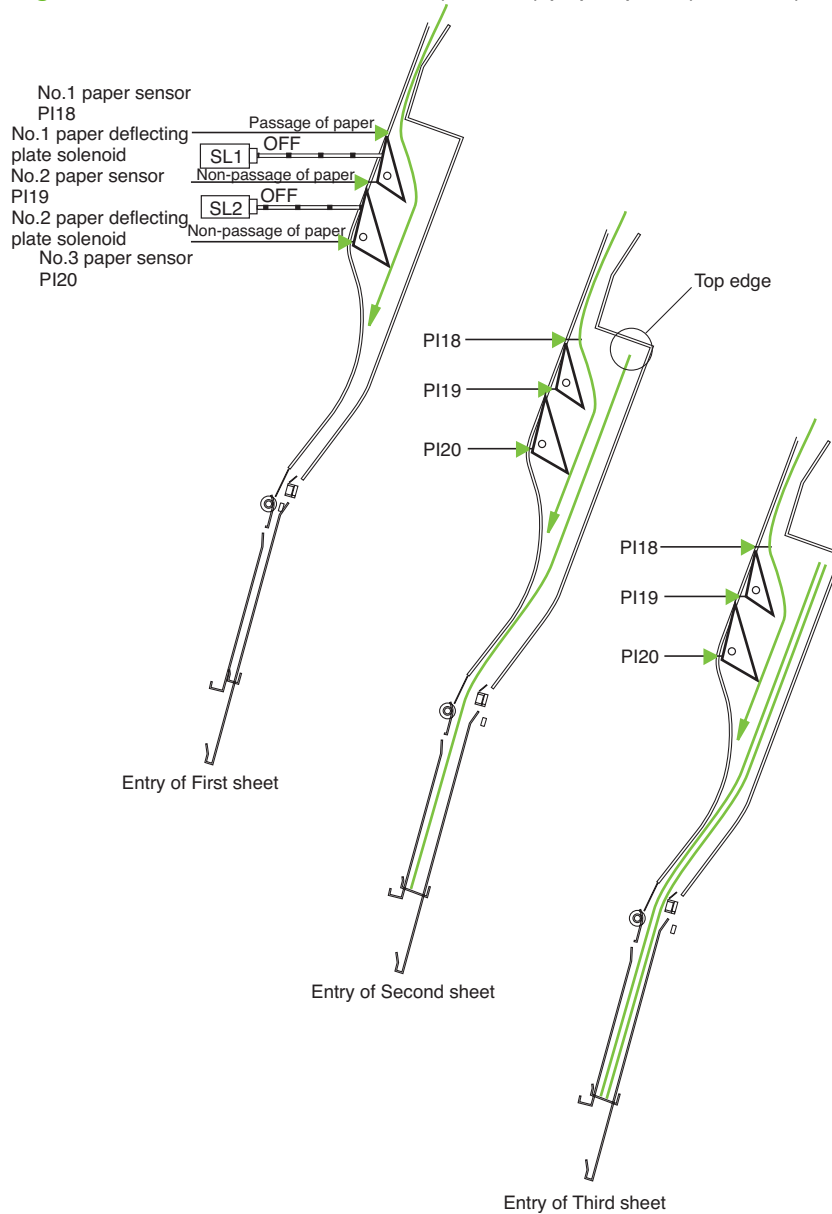 No.1 paper sensor
PI18
No.1 paper deflecting
plate solenoid
No.2 paper sensor
PI19
No.2 paper deflecting
plate solenoid
No.3 paper sensor
PI20
Passage of paper
OFF
SL1
Non-passage of paper
OFF
SL2
Non-passage of paper
Entry of First sheet
Top edge
PI18
PI19
PI20
Entry of Second sheet
PI18
PI19
PI20
Entry of Third sheet